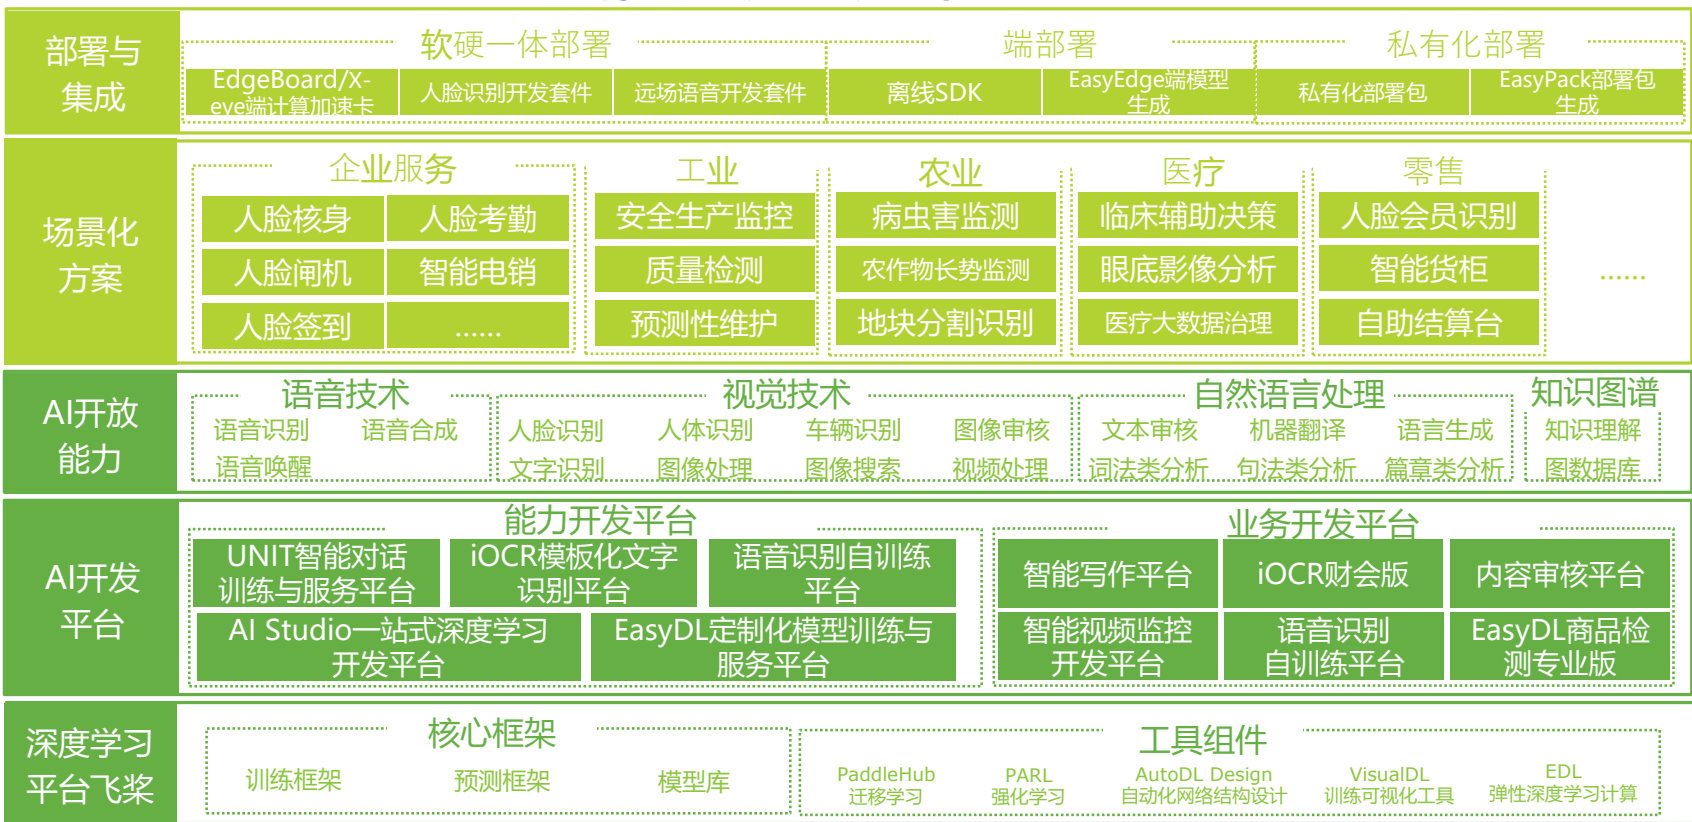 部署与
集成
软硬一体部署
端部署
私有化部署
EdgeBoard/X-
eye端计算加速卡
人脸识别开发套件
远场语音开发套件
离线SDK
EasyEdge端模型
生成
私有化部署包
EasyPack部署包
生成
场景化
方案
企业服务
工业
农业
医疗
零售
人脸核身
人脸考勤
安全生产监控
病虫害监测
临床辅助决策
人脸会员识别
人脸闸机
智能电销
质量检测
农作物长势监测
眼底影像分析
智能货柜
......
人脸签到
......
预测性维护
地块分割识别
医疗大数据治理
自助结算台
AI开放
能力
语音技术
视觉技术
自然语言处理
知识图谱
语音识别
语音合成
人脸识别
人体识别
车辆识别
图像审核
文本审核
机器翻译
语言生成
知识理解
语音唤醒
文字识别
图像处理
图像搜索
视频处理
词法类分析
句法类分析
篇章类分析
图数据库
AI开发
平台
能力开发平台
业务开发平台
UNIT智能对话
训练与服务平台
iOCR模板化文字
识别平台
语音识别自训练
平台
智能写作平台
iOCR财会版
内容审核平台
AI Studio一站式深度学习
开发平台
EasyDL定制化模型训练与
服务平台
智能视频监控
开发平台
语音识别
自训练平台
EasyDL商品检
测专业版
深度学习
平台飞桨
核心框架
工具组件
训练框架
预测框架
模型库
PaddleHub
迁移学习
PARL
强化学习
AutoDL Design
自动化网络结构设计
VisualDL
训练可视化工具
EDL
弹性深度学习计算